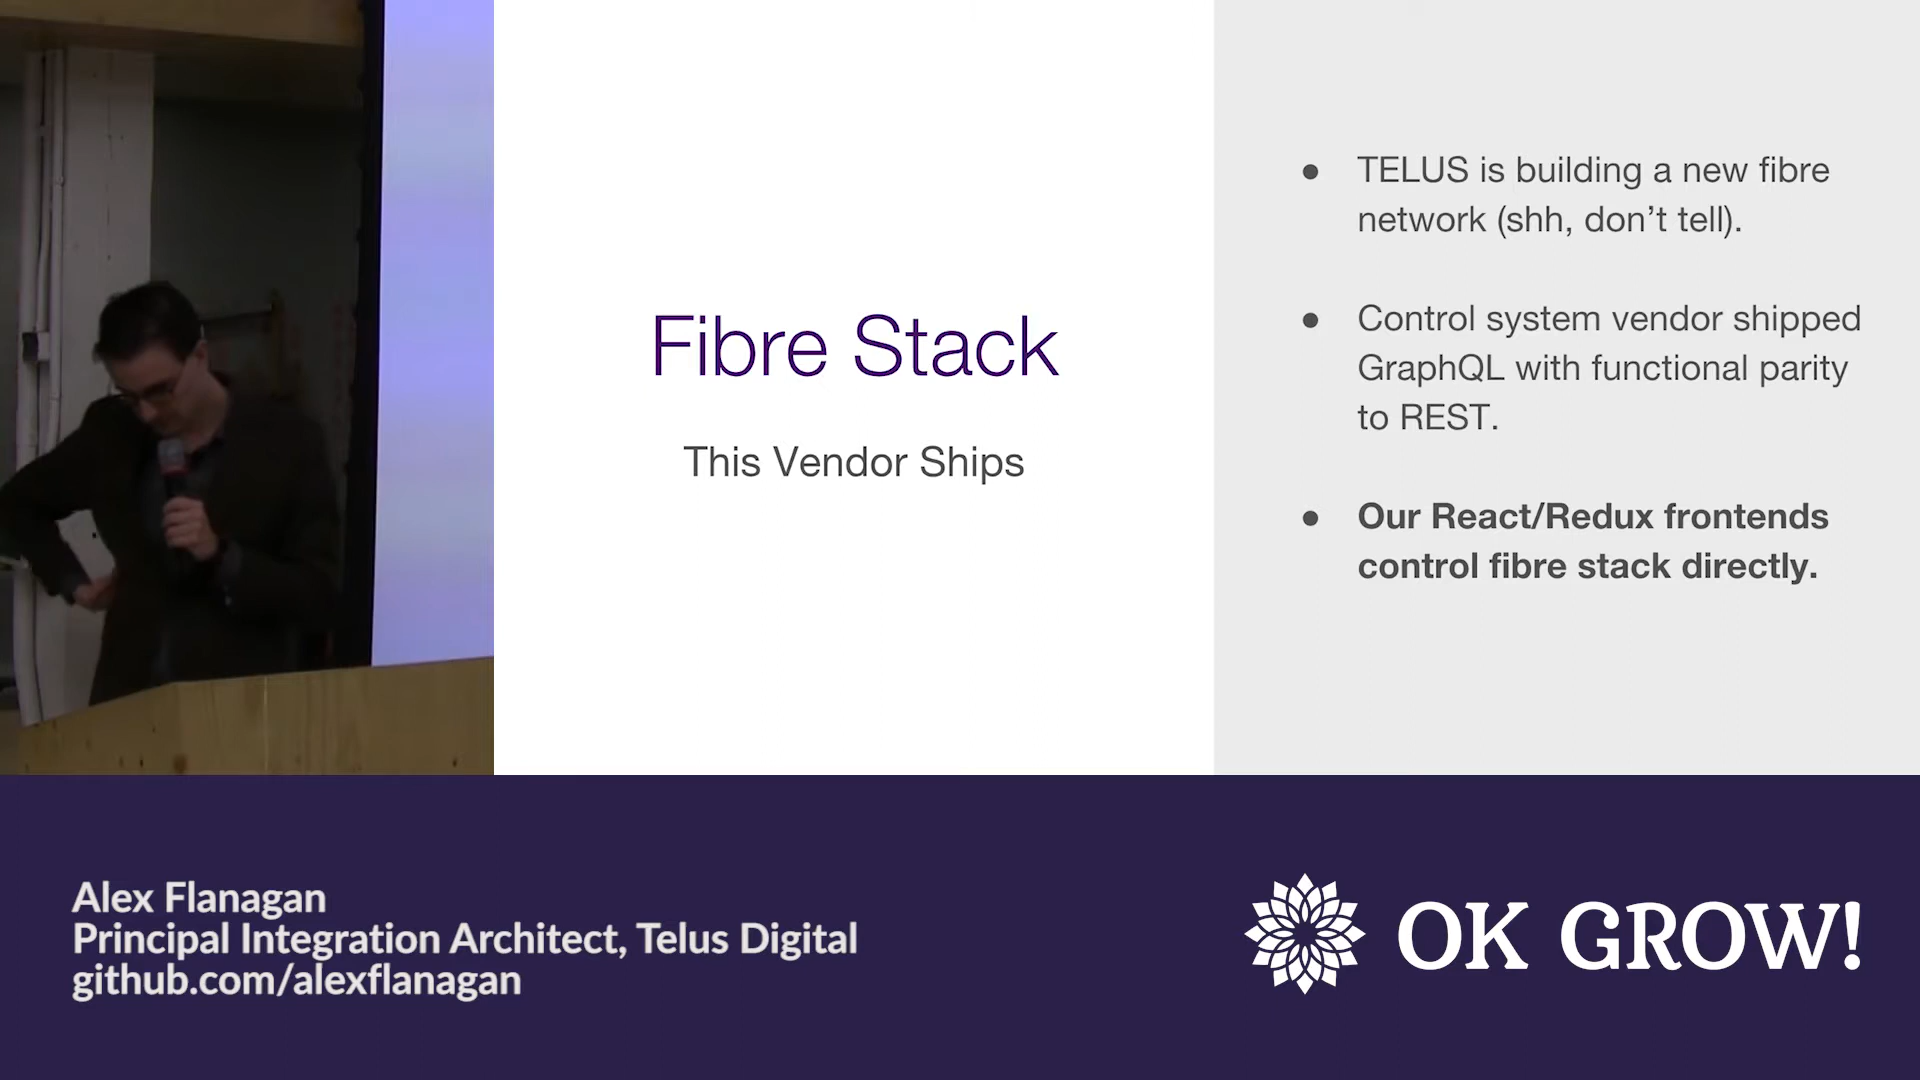 Fibre Stack
This Vendor Ships
● TELUS is building a new fibre
network (shh, don’t tell).
● Control system vendor shipped
GraphQL with functional parity
to REST.
● Our React/Redux frontends
control fibre stack directly.
Alex Flanagan
Principal Integration Architect, Telus Digital
github.com/alexflanagan
OK GROW!